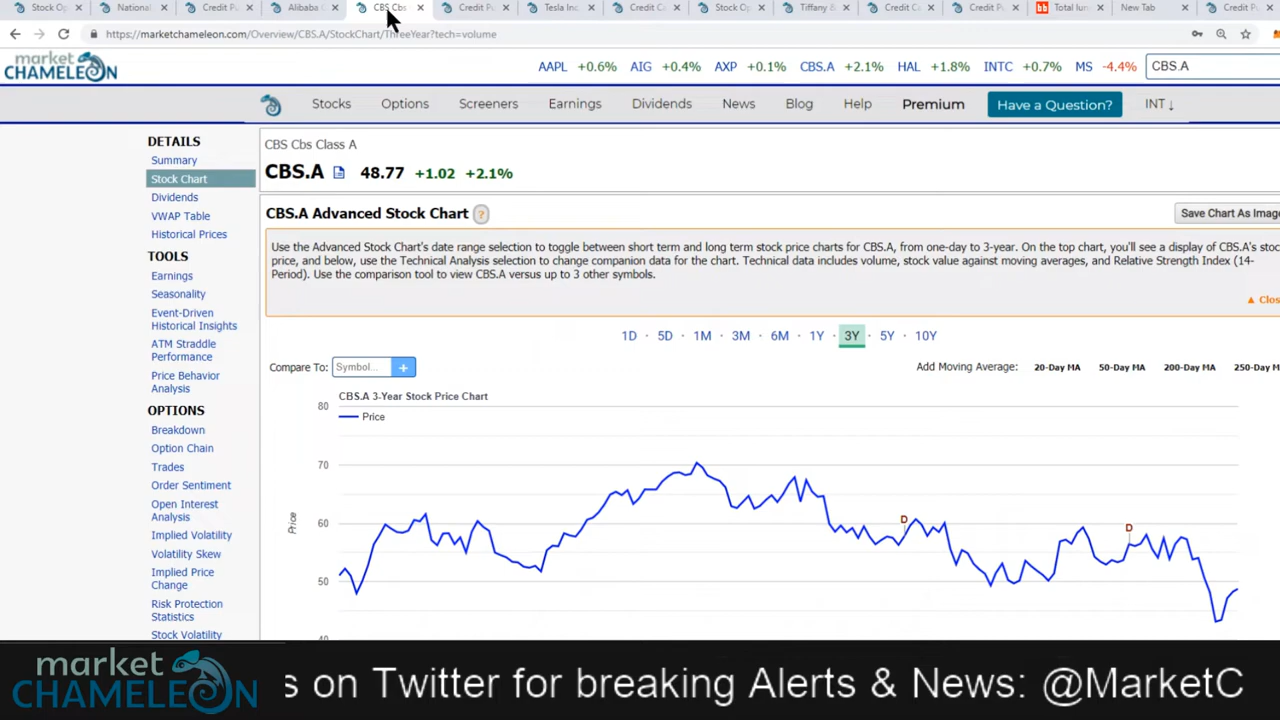 Stock Op
National
Credit Pu
Alibaba (
CBS Cbs
Credit Pu
Tesla Inc
Credit Ca
Stock Op
Tiffany &
Credit Ca
Credit Pu
Total lun
New Tab
Credit Pu
https://marketchameleon.com/Overview/CBS.A/StockChart/ThreeYear?tech=volume
market CHAMELEON
AAPL +0.6% AIG +0.4% AXP +0.1% CBS.A +2.1% HAL +1.8% INTC +0.7% MS -4.4%
CBS.A
Stocks Options Screeners Earnings Dividends News Blog Help Premium Have a Question? INT ↓
DETAILS
Summary
Stock Chart
Dividends
VWAP Table
Historical Prices
TOOLS
Earnings
Seasonality
Event-Driven
Historical Insights
ATM Straddle
Performance
Price Behavior
Analysis
OPTIONS
Breakdown
Option Chain
Trades
Order Sentiment
Open Interest
Analysis
Implied Volatility
Volatility Skew
Implied Price
Change
Risk Protection
Statistics
Stock Volatility
CBS Cbs Class A
CBS.A 48.77 +1.02 +2.1%
CBS.A Advanced Stock Chart ?
Save Chart As Image
Use the Advanced Stock Chart's date range selection to toggle between short term and long term stock price charts for CBS.A, from one-day to 3-year. On the top chart, you'll see a display of CBS.A's stoc
price, and below, use the Technical Analysis selection to change companion data for the chart. Technical data includes volume, stock value against moving averages, and Relative Strength Index (14-
Period). Use the comparison tool to view CBS.A versus up to 3 other symbols.
▲ Clos
1D · 5D · 1M · 3M · 6M · 1Y · 3Y · 5Y · 10Y
Compare To: Symbol... +
Add Moving Average: 20-Day MA 50-Day MA 200-Day MA 250-Day M
CBS.A 3-Year Stock Price Chart
Price
80
70
60
50
40
Price
D
D
market CHAMELEON
s on Twitter for breaking Alerts & News: @MarketC